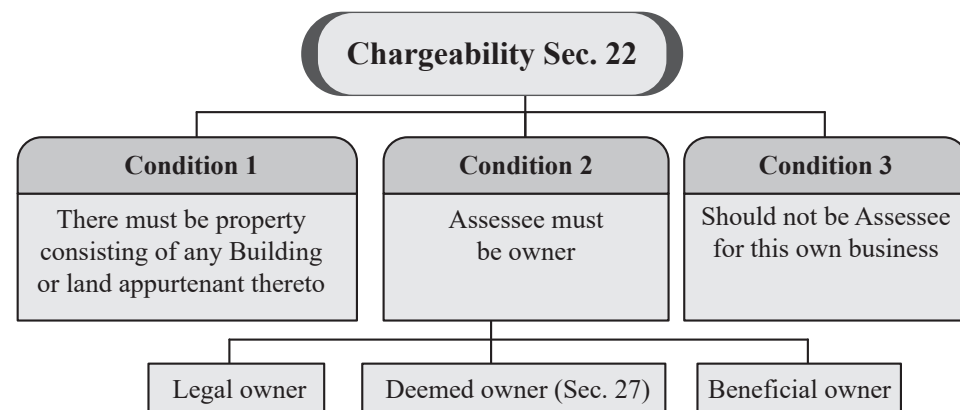 Chargeability Sec. 22
Condition 1
There must be property
consisting of any Building
or land appurtenant thereto
Condition 2
Assessee must
be owner
Condition 3
Should not be Assessee
for this own business
Legal owner
Deemed owner (Sec. 27)
Beneficial owner